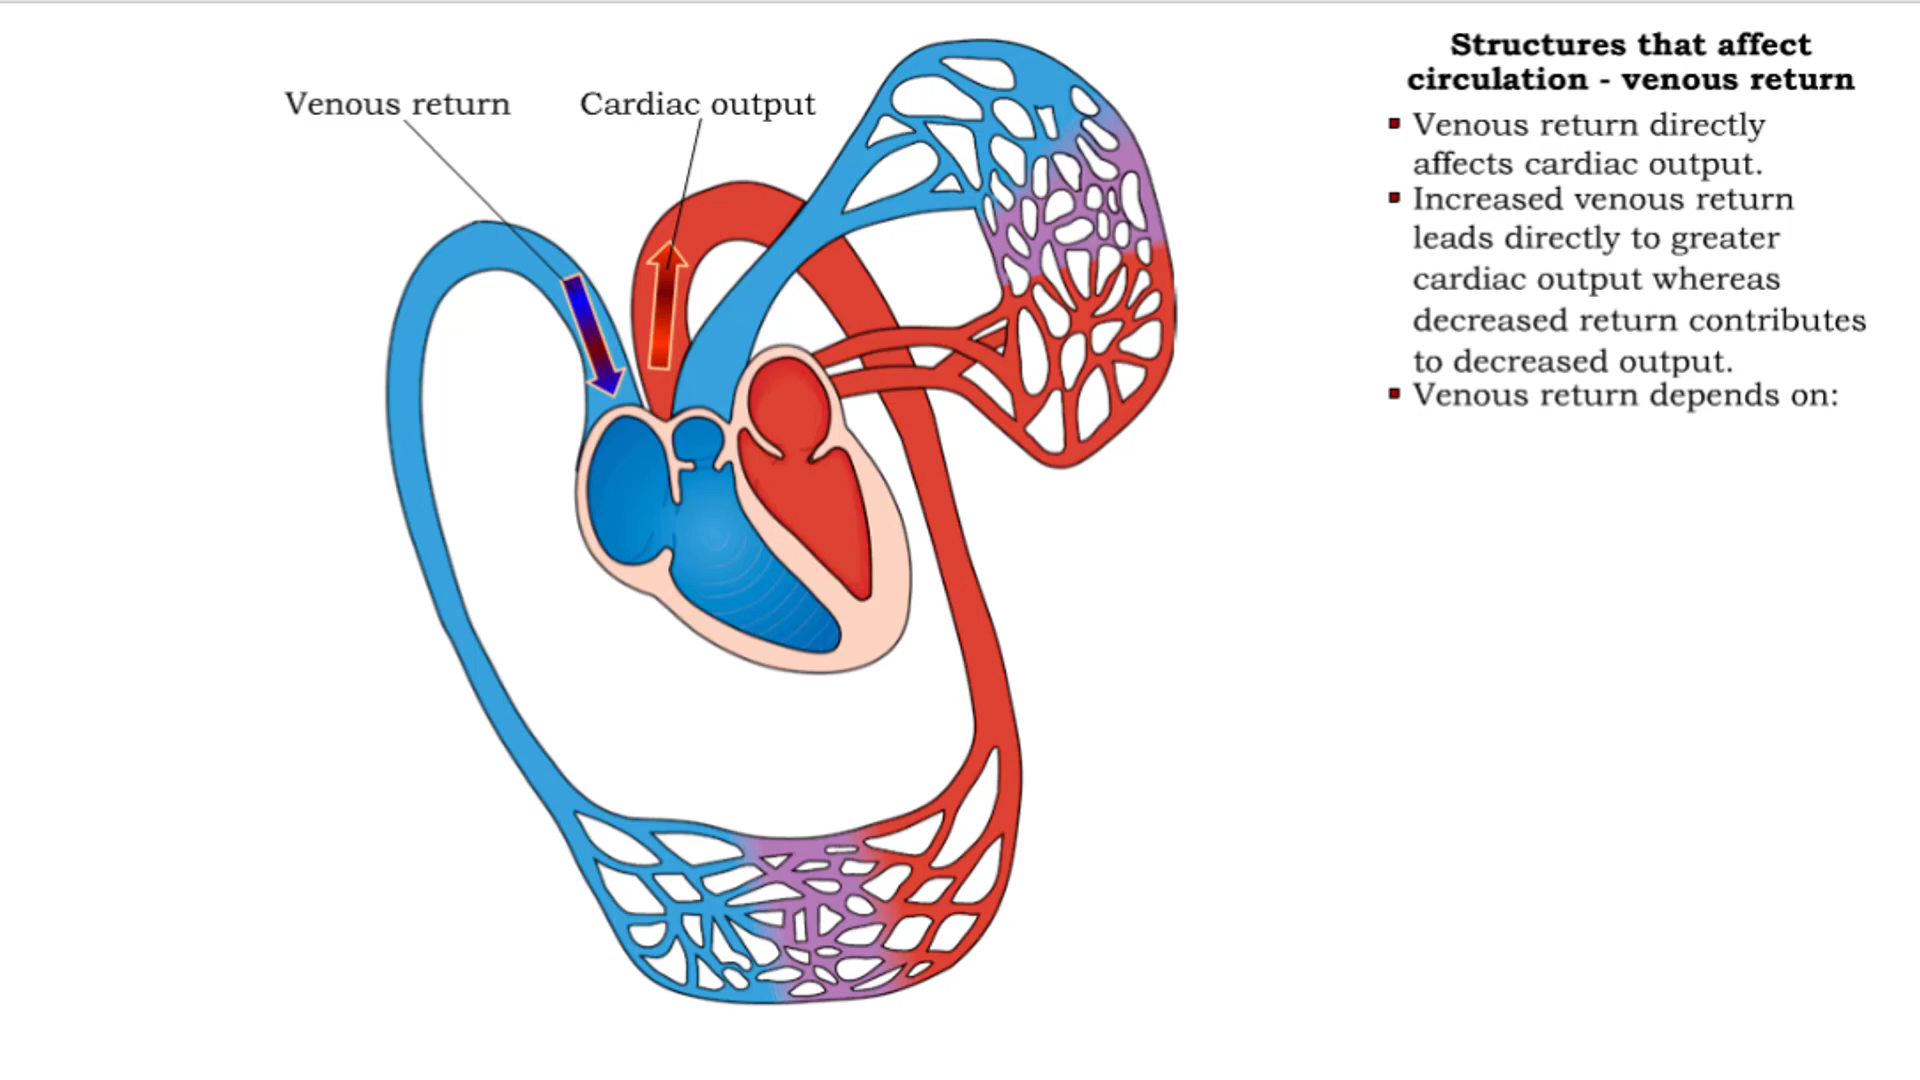 Venous return
Cardiac output
Structures that affect
circulation - venous return
Venous return directly
affects cardiac output.
Increased venous return
leads directly to greater
cardiac output whereas
decreased return contributes
to decreased output.
Venous return depends on: